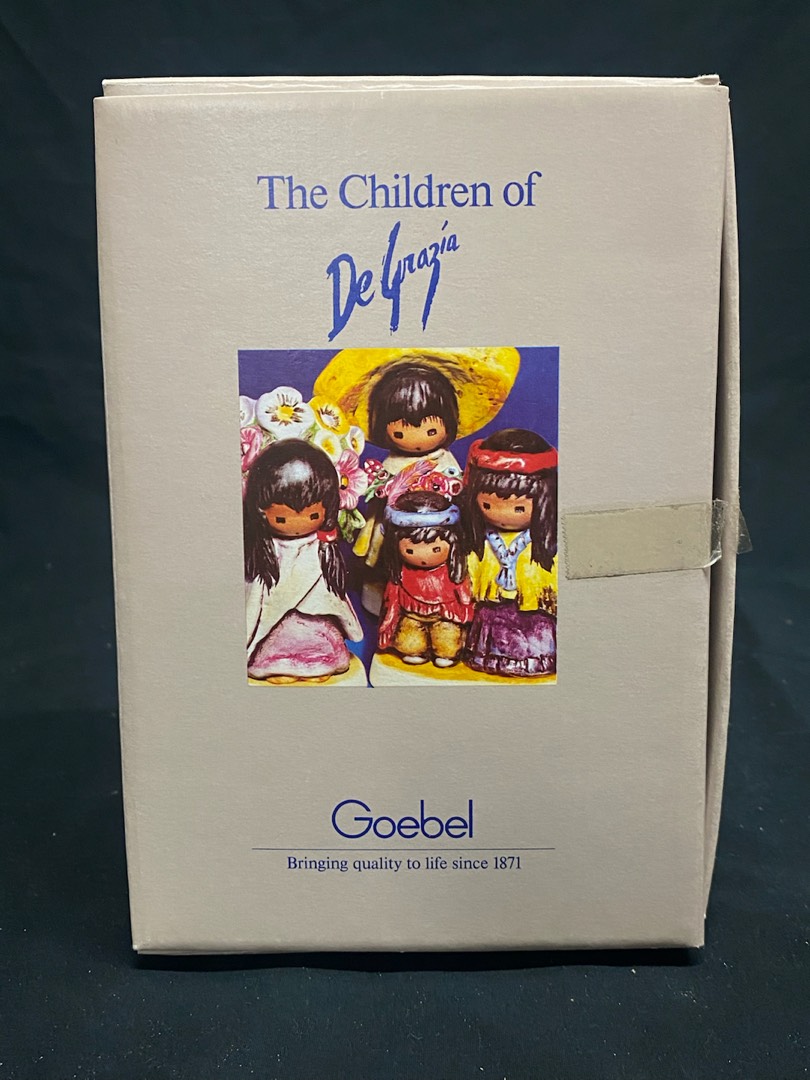 The Children of
De Grazia
Goebel
Bringing quality to life since 1871